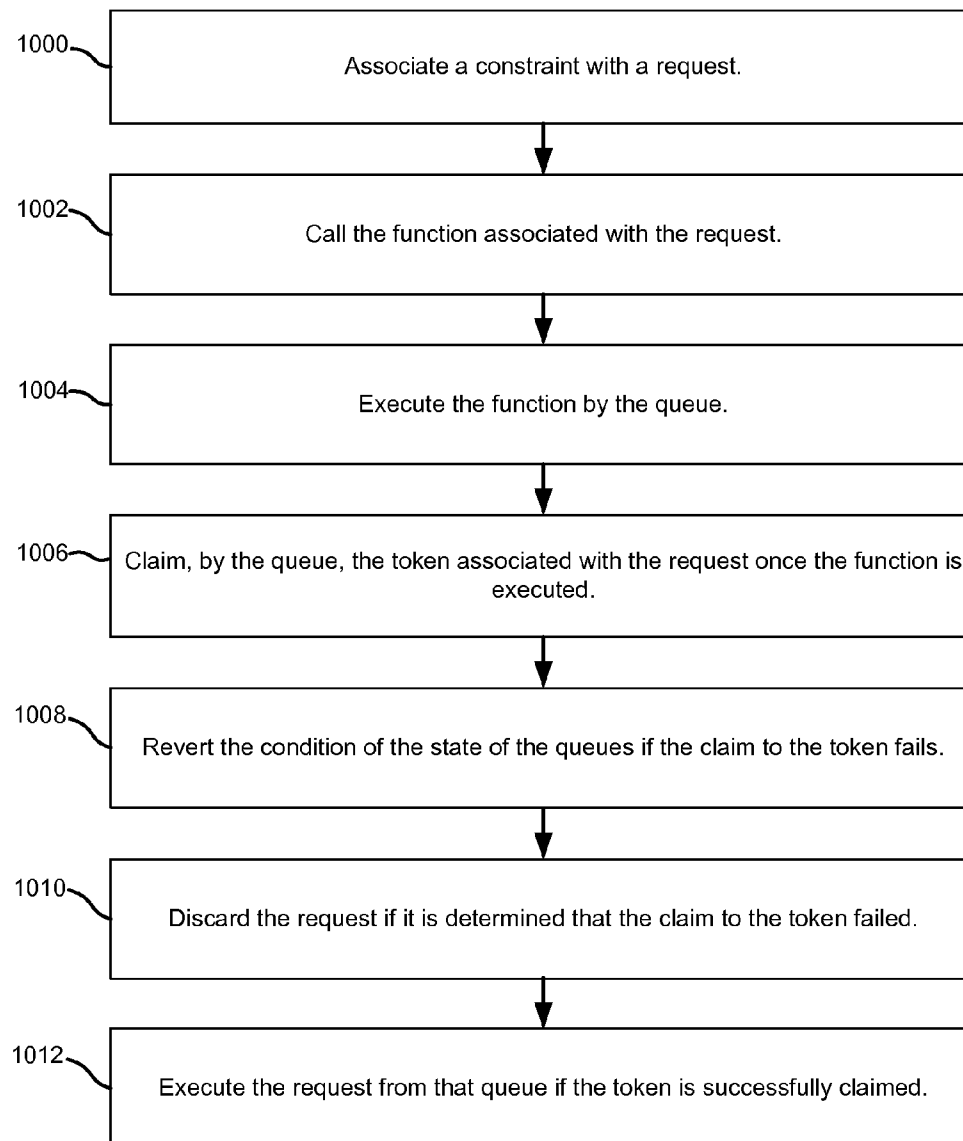 1000
Associate a constraint with a request.
1002
Call the function associated with the request.
1004
Execute the function by the queue.
1006
Claim, by the queue, the token associated with the request once the function is
executed.
1008
Revert the condition of the state of the queues if the claim to the token fails.
1010
Discard the request if it is determined that the claim to the token failed.
1012
Execute the request from that queue if the token is successfully claimed.